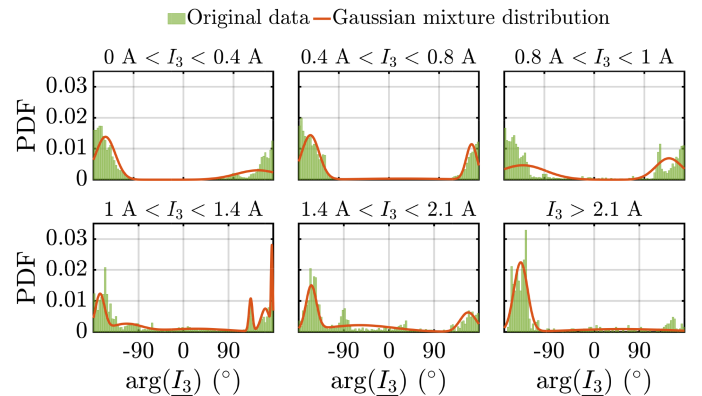 Original data Gaussian mixture distribution
0 A < I₃ < 0.4 A 0.4 A < I₃ < 0.8 A 0.8 A < I₃ < 1 A
0.03
0.02
0.01
0
PDF
1 A < I₃ < 1.4 A 1.4 A < I₃ < 2.1 A I₃ > 2.1 A
0.03
0.02
0.01
0
PDF
-90 0 90 -90 0 90 -90 0 90
arg(I₃) (°) arg(I₃) (°) arg(I₃) (°)